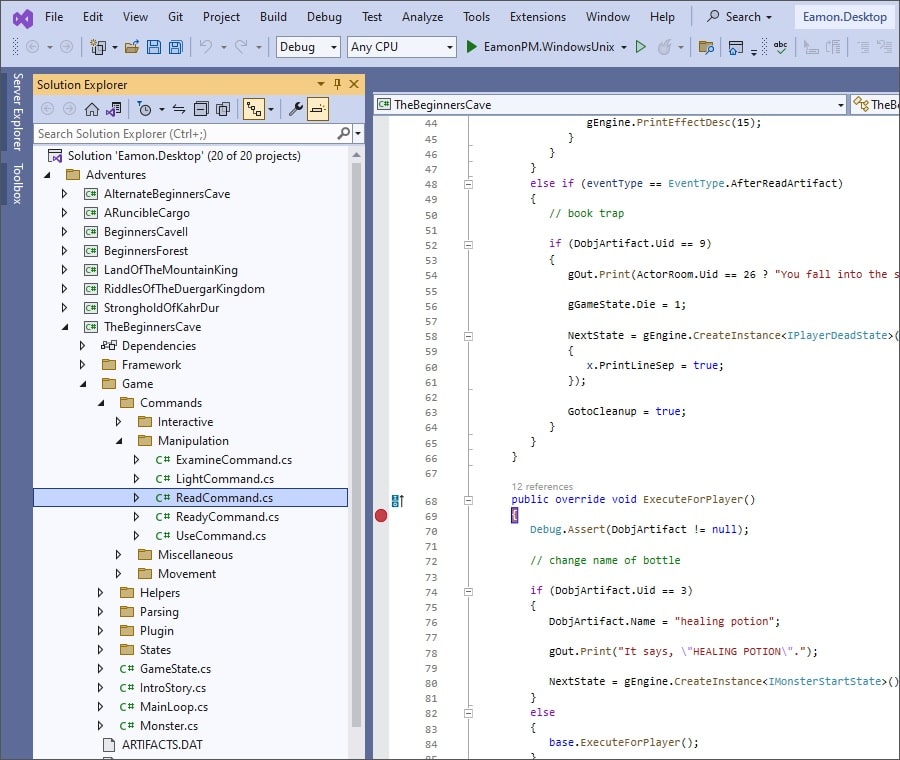 File Edit View Git Project Build Debug Test Analyze Tools Extensions Window Help Search Eamon.Desktop
Debug Any CPU EamonPM.WindowsUnix abc
Server Explorer
Toolbox
Solution Explorer
Search Solution Explorer (Ctrl+;)
Solution 'Eamon.Desktop' (20 of 20 projects)
Adventures
C# AlternateBeginnersCave
C# ARuncibleCargo
C# BeginnersCaveII
C# BeginnersForest
C# LandOfTheMountainKing
C# RiddlesOfTheDuergarKingdom
C# StrongholdOfKahrDur
C# TheBeginnersCave
Dependencies
Framework
Game
Commands
Interactive
Manipulation
C# ExamineCommand.cs
C# LightCommand.cs
C# ReadCommand.cs
C# ReadyCommand.cs
C# UseCommand.cs
Miscellaneous
Movement
Helpers
Parsing
Plugin
States
C# GameState.cs
C# IntroStory.cs
C# MainLoop.cs
C# Monster.cs
ARTIFACTS.DAT
C# TheBeginnersCave TheB
44 gEngine.PrintEffectDesc(15);
45 }
46 }
47 }
48 else if (eventType == EventType.AfterReadArtifact)
49 {
50 // book trap
51
52 if (DobjArtifact.Uid == 9)
53 {
54 gOut.Print(ActorRoom.Uid == 26 ? "You fall into the s
55
56 gGameState.Die = 1;
57
58 NextState = gEngine.CreateInstance<IPlayerDeadState>(
59 {
60 x.PrintLineSep = true;
61 });
62
63 GotoCleanup = true;
64 }
65 }
66 }
67
12 references
68 public override void ExecuteForPlayer()
69 {
70 Debug.Assert(DobjArtifact != null);
71
72 // change name of bottle
73
74 if (DobjArtifact.Uid == 3)
75 {
76 DobjArtifact.Name = "healing potion";
77
78 gOut.Print("It says, \"HEALING POTION\".");
79
80 NextState = gEngine.CreateInstance<IMonsterStartState>()
81 }
82 else
83 {
84 base.ExecuteForPlayer();
85 }